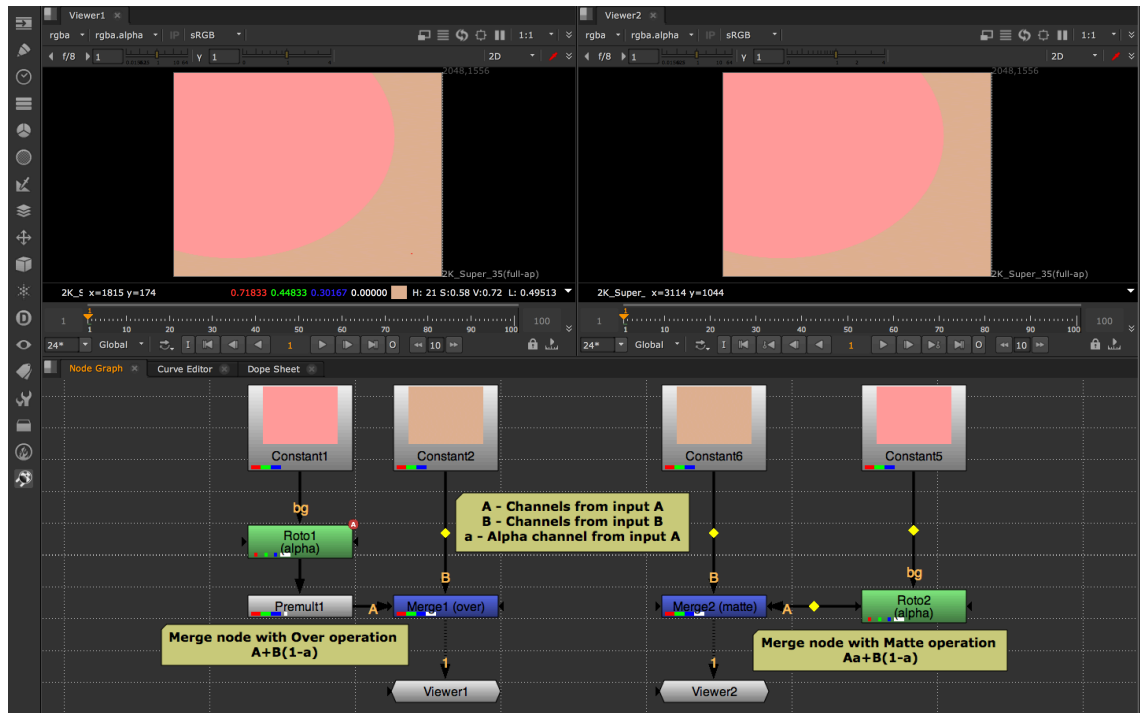 Viewer1 Viewer2
rgba rgba.alpha IP sRGB 1:1 rgba rgba.alpha IP sRGB 1:1
f/8 1 Y 1 2D f/8 1 Y 1 2D
2048,1556 2048,1556
2K_Super_35(full-ap) 2K_Super_35(full-ap)
2K_S x=1815 y=174 0.71833 0.44833 0.30167 0.00000 H: 21 S:0.58 V:0.72 L: 0.49513 2K_Super_ x=3114 y=1044
1 1 10 20 30 40 50 60 70 80 90 100 100 1 1 10 20 30 40 50 60 70 80 90 100 100
24* Global I 1 O 10 24* Global I 1 O 10
Node Graph Curve Editor Dope Sheet
Constant1 Constant2 Constant6 Constant5
A - Channels from input A
B - Channels from input B
a - Alpha channel from input A
bg
A
Roto1
(alpha)
B B bg
Premult1 A Merge1 (over) Merge2 (matte) A Roto2
(alpha)
Merge node with Over operation
A+B(1-a)
Merge node with Matte operation
Aa+B(1-a)
1 1
Viewer1 Viewer2